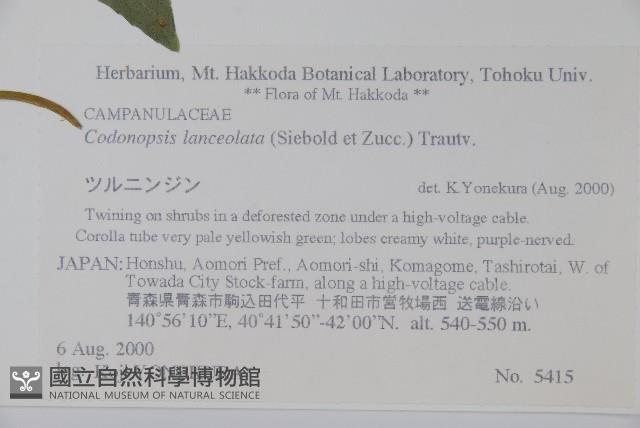 Herbarium, Mt. Hakkoda Botanical Laboratory, Tohoku Univ.
** Flora of Mt. Hakkoda **
CAMPANULACEAE
Codonopsis lanceolata (Siebold et Zucc.) Trautv.
ツルニンジン det. K.Yonekura (Aug. 2000)
Twining on shrubs in a deforested zone under a high-voltage cable.
Corolla tube very pale yellowish green; lobes creamy white, purple-nerved.
JAPAN: Honshu, Aomori Pref., Aomori-shi, Komagome, Tashirotai, W. of
Towada City Stock-farm, along a high-voltage cable.
青森県青森市駒込田代平 十和田市営牧場西 送電線沿い
140°56'10"E, 40°41'50"-42'00"N. alt. 540-550 m.
6 Aug. 2000
No. 5415
國立自然科學博物館
NATIONAL MUSEUM OF NATURAL SCIENCE